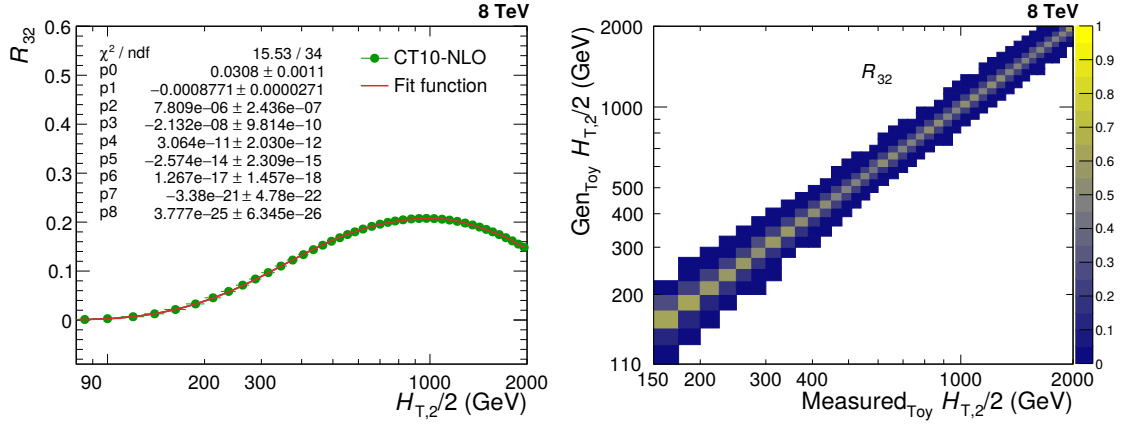 8 TeV
R₃₂
0.6
0.5
0.4
0.3
0.2
0.1
0
χ² / ndf 15.53 / 34
p0 0.0308 ± 0.0011
p1 −0.0008771 ± 0.0000271
p2 7.809e−06 ± 2.436e−07
p3 −2.132e−08 ± 9.814e−10
p4 3.064e−11 ± 2.030e−12
p5 −2.574e−14 ± 2.309e−15
p6 1.267e−17 ± 1.457e−18
p7 −3.38e−21 ± 4.78e−22
p8 3.777e−25 ± 6.345e−26
CT10-NLO
Fit function
90 200 300 1000 2000
H_T,2/2 (GeV)
8 TeV
Gen_Toy H_T,2/2 (GeV)
2000
1000
500
400
300
200
110
R₃₂
1
0.9
0.8
0.7
0.6
0.5
0.4
0.3
0.2
0.1
0
150 200 300 400 1000 2000
Measured_Toy H_T,2/2 (GeV)